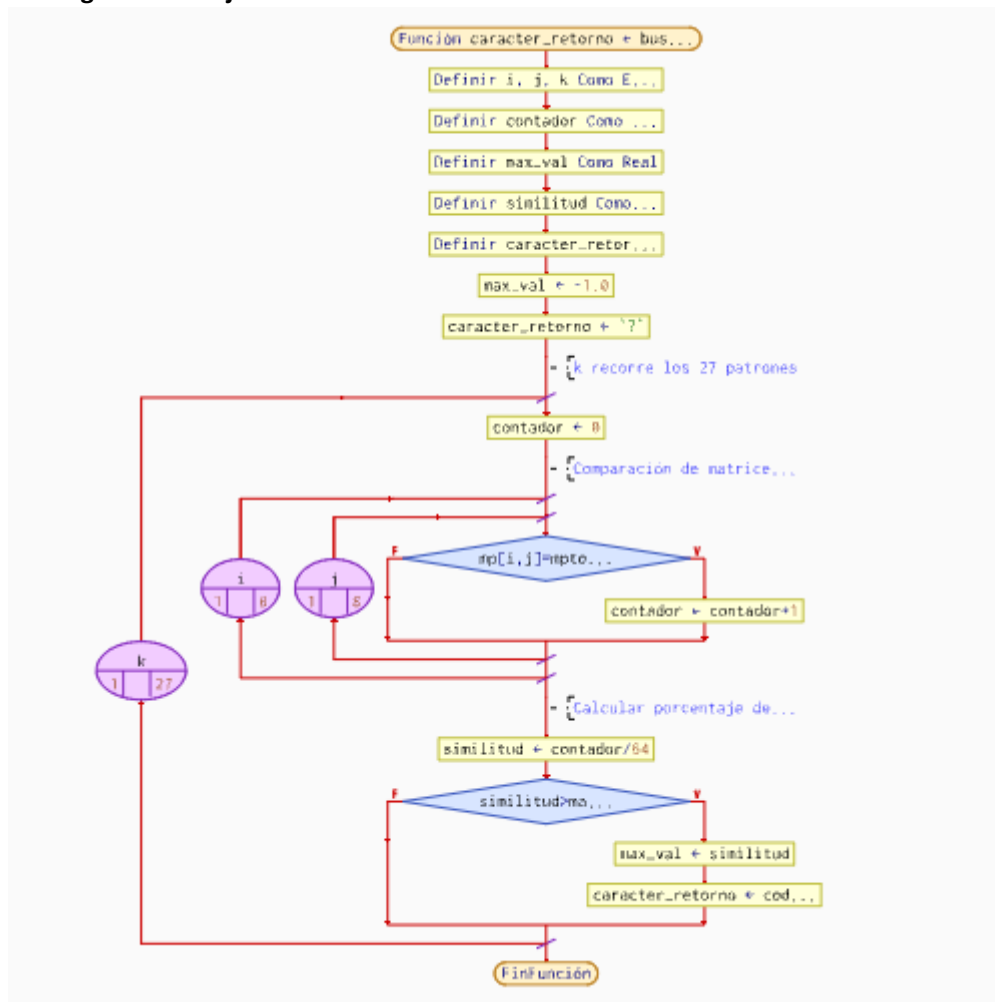 Función caracter_retorno ← bus...
Definir i, j, k Como E...
Definir contador Como ...
Definir max_val Como Real
Definir similitud Como...
Definir caracter_retor...
max_val ← -1.0
caracter_retorno ← '?'
k recorre los 27 patrones
contador ← 0
Comparación de matrice...
F
mp[i,j]=mpto...
V
i
1 8
j
1 8
contador ← contador+1
k
1 27
Calcular porcentaje de...
similitud ← contador/64
F
similitud>ma...
V
max_val ← similitud
caracter_retorno ← cod...
FinFunción